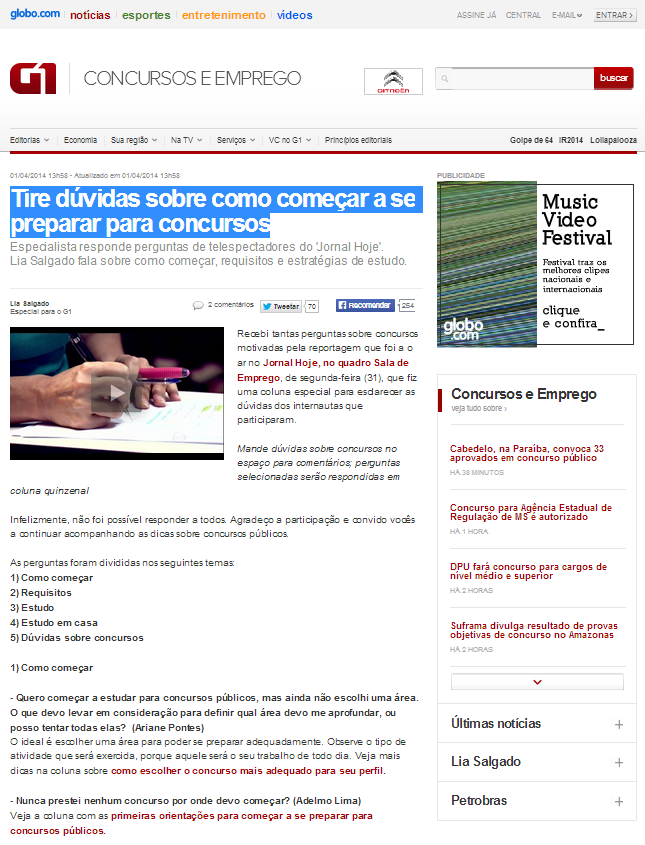 globo.com notícias esportes entretenimento vídeos
ASSINE JÁ CENTRAL E-MAIL ENTRAR ›
G1
CONCURSOS E EMPREGO
CITROËN
buscar
Editorias Economia Sua região Na TV Serviços VC no G1 Princípios editoriais
Golpe de 64 IR2014 Lollapalooza
01/04/2014 13h58 - Atualizado em 01/04/2014 13h58
Tire dúvidas sobre como começar a se
preparar para concursos
Especialista responde perguntas de telespectadores do 'Jornal Hoje'.
Lia Salgado fala sobre como começar, requisitos e estratégias de estudo.
Lia Salgado
Especial para o G1
2 comentários
Tweetar 70
Recomendar 254
Recebi tantas perguntas sobre concursos
motivadas pela reportagem que foi a o
ar no Jornal Hoje, no quadro Sala de
Emprego, de segunda-feira (31), que fiz
uma coluna especial para esclarecer as
dúvidas dos internautas que
participaram.
Mande dúvidas sobre concursos no
espaço para comentários; perguntas
selecionadas serão respondidas em
coluna quinzenal
Infelizmente, não foi possível responder a todos. Agradeço a participação e convido vocês
a continuar acompanhando as dicas sobre concursos públicos.
As perguntas foram divididas nos seguintes temas:
1) Como começar
2) Requisitos
3) Estudo
4) Estudo em casa
5) Dúvidas sobre concursos
1) Como começar
- Quero começar a estudar para concursos públicos, mas ainda não escolhi uma área.
O que devo levar em consideração para definir qual área devo me aprofundar, ou
posso tentar todas elas? (Ariane Pontes)
O ideal é escolher uma área para poder se preparar adequadamente. Observe o tipo de
atividade que será exercida, porque aquele será o seu trabalho de todo dia. Veja mais
dicas na coluna sobre como escolher o concurso mais adequado para seu perfil.
- Nunca prestei nenhum concurso por onde devo começar? (Adelmo Lima)
Veja a coluna com as primeiras orientações para começar a se preparar para
concursos públicos.
PUBLICIDADE
Music
Video
Festival
Festival traz os
melhores clipes
nacionais e
internacionais
clique
e confira_
globo
.com
Concursos e Emprego
veja tudo sobre ›
Cabedelo, na Paraíba, convoca 33
aprovados em concurso público
HÁ 38 MINUTOS
Concurso para Agência Estadual de
Regulação de MS é autorizado
HÁ 1 HORA
DPU fará concurso para cargos de
nível médio e superior
HÁ 2 HORAS
Suframa divulga resultado de provas
objetivas de concurso no Amazonas
HÁ 2 HORAS
Últimas notícias +
Lia Salgado +
Petrobras +